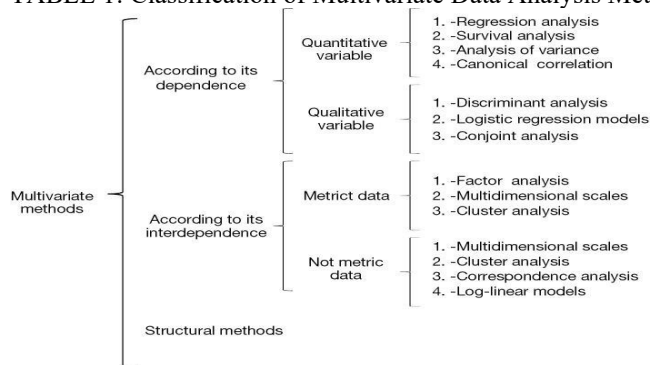 TABLE 1. Classification of Multivariate Data Analysis Met
Multivariate
methods
According to its
dependence
Quantitative
variable
1. -Regression analysis
2. -Survival analysis
3. -Analysis of variance
4. -Canonical correlation
Qualitative
variable
1. -Discriminant analysis
2. -Logistic regression models
3. -Conjoint analysis
According to its
interdependence
Metrict data
1. -Factor analysis
2. -Multidimensional scales
3. -Cluster analysis
Not metric
data
1. -Multidimensional scales
2. -Cluster analysis
3. -Correspondence analysis
4. -Log-linear models
Structural methods